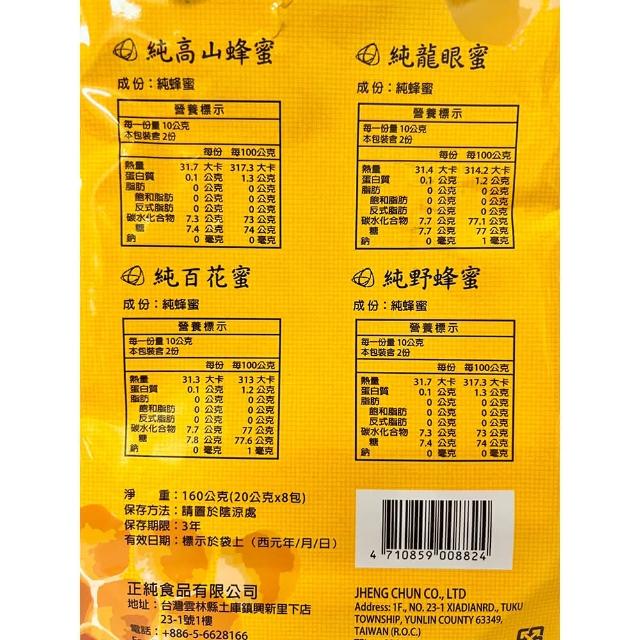 純高山蜂蜜
成份：純蜂蜜
營養標示
每一份量 10公克
本包裝含 2份
每份 每100公克
熱量 31.7 大卡 317.3 大卡
蛋白質 0.1 公克 1.3 公克
脂肪 0 公克 0 公克
飽和脂肪 0 公克 0 公克
反式脂肪 0 公克 0 公克
碳水化合物 7.3 公克 73 公克
糖 7.4 公克 74 公克
鈉 0 毫克 0 毫克
純龍眼蜜
成份：純蜂蜜
營養標示
每一份量 10公克
本包裝含 2份
每份 每100公克
熱量 31.4 大卡 314.2 大卡
蛋白質 0.1 公克 1.2 公克
脂肪 0 公克 0 公克
飽和脂肪 0 公克 0 公克
反式脂肪 0 公克 0 公克
碳水化合物 7.7 公克 77.1 公克
糖 7.7 公克 77 公克
鈉 0 毫克 1 毫克
純百花蜜
成份：純蜂蜜
營養標示
每一份量 10公克
本包裝含 2份
每份 每100公克
熱量 31.3 大卡 313 大卡
蛋白質 0.1 公克 1.2 公克
脂肪 0 公克 0 公克
飽和脂肪 0 公克 0 公克
反式脂肪 0 公克 0 公克
碳水化合物 7.7 公克 77 公克
糖 7.8 公克 77.6 公克
鈉 0 毫克 1 毫克
純野蜂蜜
成份：純蜂蜜
營養標示
每一份量 10公克
本包裝含 2份
每份 每100公克
熱量 31.7 大卡 317.3 大卡
蛋白質 0.1 公克 1.3 公克
脂肪 0 公克 0 公克
飽和脂肪 0 公克 0 公克
反式脂肪 0 公克 0 公克
碳水化合物 7.3 公克 73 公克
糖 7.4 公克 74 公克
鈉 0 毫克 0 毫克
淨 重：160公克(20公克x8包)
保存方法：請置於陰涼處
保存期限：3年
有效日期：標示於袋上（西元年/月/日）
4 710859 008824
正純食品有限公司
地址：台灣雲林縣土庫鎮興新里下店
23-1號1樓
電話：+886-5-6628166
JHENG CHUN CO., LTD
Address: 1F., NO. 23-1 XIADIANRD., TUKU
TOWNSHIP, YUNLIN COUNTY 63349,
TAIWAN (R.O.C.)